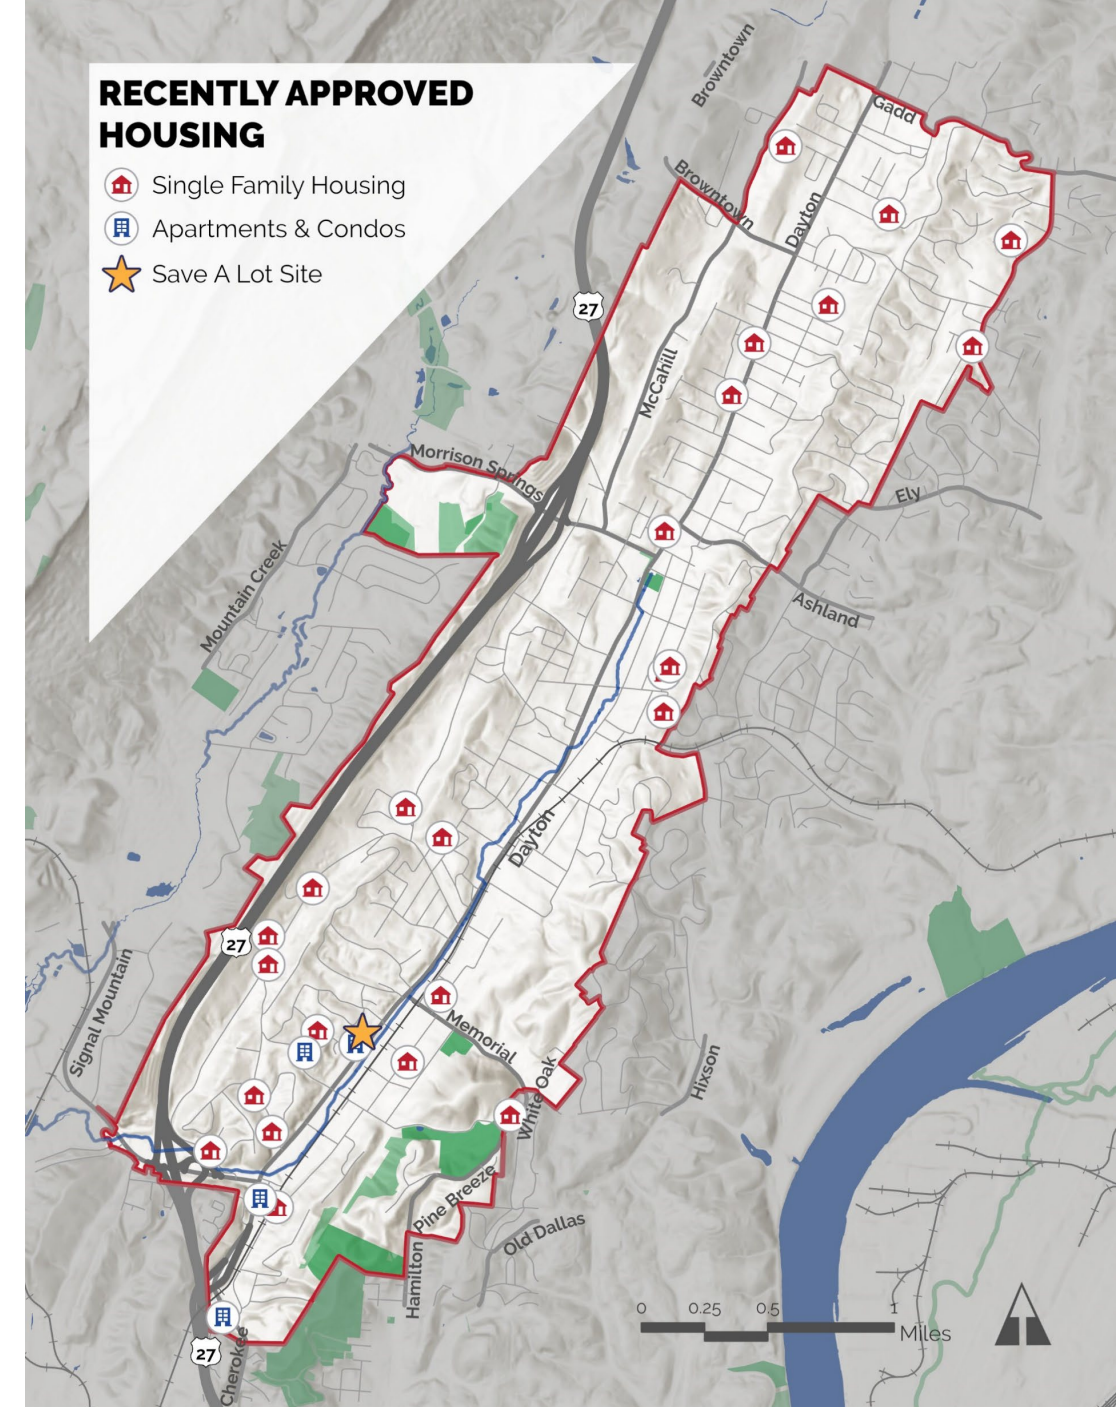 RECENTLY APPROVED
HOUSING
Single Family Housing
Apartments & Condos
Save A Lot Site
Browntown
Gadd
Browntown
Dayton
27
McCahill
Morrison Springs
Ely
Mountain Creek
Ashland
Dayton
27
Signal Mountain
Memorial
White Oak
Hixson
Pine Breeze
Old Dallas
Hamilton
0 0.25 0.5 1
Miles
27
Cherokee